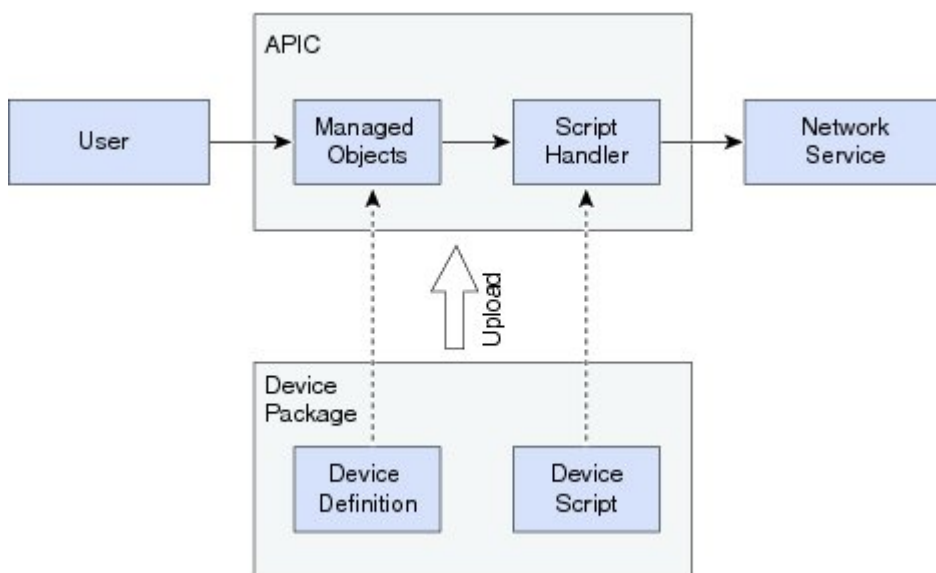 APIC
User
Managed
Objects
Script
Handler
Network
Service
Upload
Device
Package
Device
Definition
Device
Script